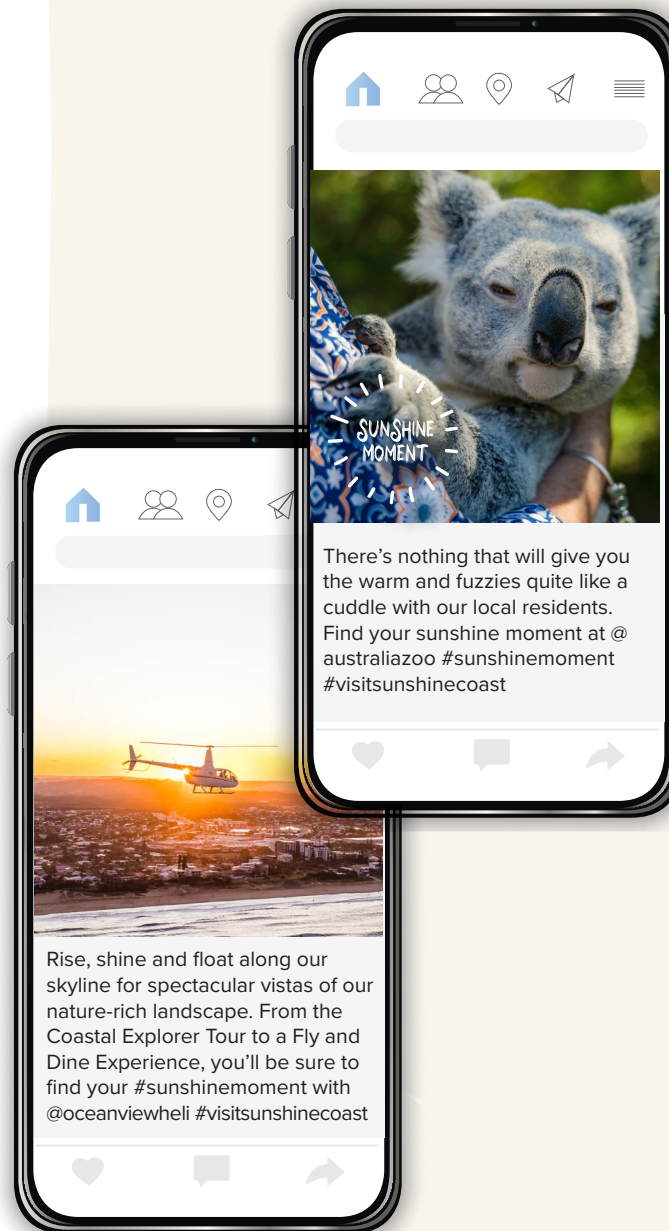 SUNSHINE
MOMENT
There’s nothing that will give you
the warm and fuzzies quite like a
cuddle with our local residents.
Find your sunshine moment at @
australiazoo #sunshinemoment
#visitsunshinecoast
Rise, shine and float along our
skyline for spectacular vistas of our
nature-rich landscape. From the
Coastal Explorer Tour to a Fly and
Dine Experience, you’ll be sure to
find your #sunshinemoment with
@oceanviewheli #visitsunshinecoast